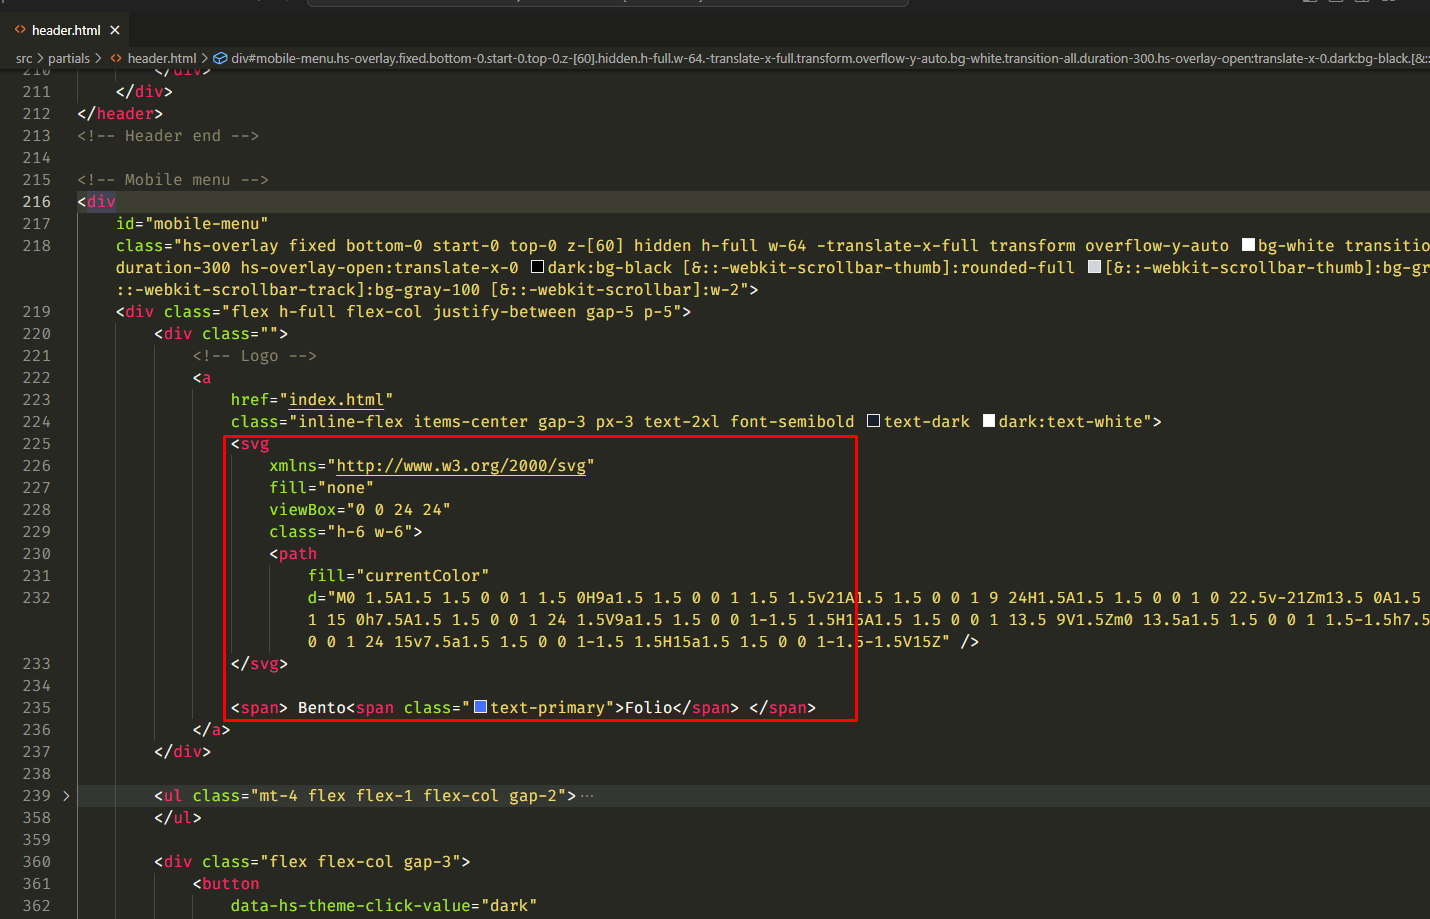 header.html
src > partials > header.html > div#mobile-menu.hs-overlay.fixed.bottom-0.start-0.top-0.z-[60].hidden.h-full.w-64.-translate-x-full.transform.overflow-y-auto.bg-white.transition-all.duration-300.hs-overlay-open:translate-x-0.dark:bg-black.[&::
210 </div>
211 </div>
212 </header>
213 <!-- Header end -->
214
215 <!-- Mobile menu -->
216 <div
217 id="mobile-menu"
218 class="hs-overlay fixed bottom-0 start-0 top-0 z-[60] hidden h-full w-64 -translate-x-full transform overflow-y-auto bg-white transitio
duration-300 hs-overlay-open:translate-x-0 dark:bg-black [&::-webkit-scrollbar-thumb]:rounded-full [&::-webkit-scrollbar-thumb]:bg-gr
::-webkit-scrollbar-track]:bg-gray-100 [&::-webkit-scrollbar]:w-2">
219 <div class="flex h-full flex-col justify-between gap-5 p-5">
220 <div class="">
221 <!-- Logo -->
222 <a
223 href="index.html"
224 class="inline-flex items-center gap-3 px-3 text-2xl font-semibold text-dark dark:text-white">
225 <svg
226 xmlns="http://www.w3.org/2000/svg"
227 fill="none"
228 viewBox="0 0 24 24"
229 class="h-6 w-6">
230 <path
231 fill="currentColor"
232 d="M0 1.5A1.5 1.5 0 0 1 1.5 0H9a1.5 1.5 0 0 1 1.5 1.5v21A1.5 1.5 0 0 1 9 24H1.5A1.5 1.5 0 0 1 0 22.5v-21Zm13.5 0A1.5
1 15 0h7.5A1.5 1.5 0 0 1 24 1.5V9a1.5 1.5 0 0 1-1.5 1.5H15A1.5 1.5 0 0 1 13.5 9V1.5Zm0 13.5a1.5 1.5 0 0 1 1.5-1.5h7.5
0 0 1 24 15v7.5a1.5 1.5 0 0 1-1.5 1.5H15a1.5 1.5 0 0 1-1.5-1.5V15Z" />
233 </svg>
234
235 <span> Bento<span class="text-primary">Folio</span> </span>
236 </a>
237 </div>
238
239 <ul class="mt-4 flex flex-1 flex-col gap-2">···
358 </ul>
359
360 <div class="flex flex-col gap-3">
361 <button
362 data-hs-theme-click-value="dark"